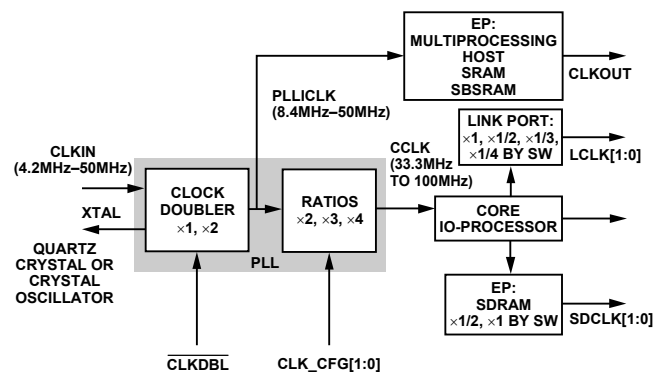 EP:
MULTIPROCESSING
HOST
SRAM
SBSRAM
CLKOUT
PLLICLK
(8.4MHz–50MHz)
LINK PORT:
×1, ×1/2, ×1/3,
×1/4 BY SW
LCLK[1:0]
CLKIN
(4.2MHz–50MHz)
CCLK
(33.3MHz
TO 100MHz)
CLOCK
DOUBLER
×1, ×2
RATIOS
×2, ×3, ×4
CORE
IO-PROCESSOR
XTAL
QUARTZ
CRYSTAL OR
CRYSTAL
OSCILLATOR
PLL
EP:
SDRAM
×1/2, ×1 BY SW
SDCLK[1:0]
CLKDBL
CLK_CFG[1:0]